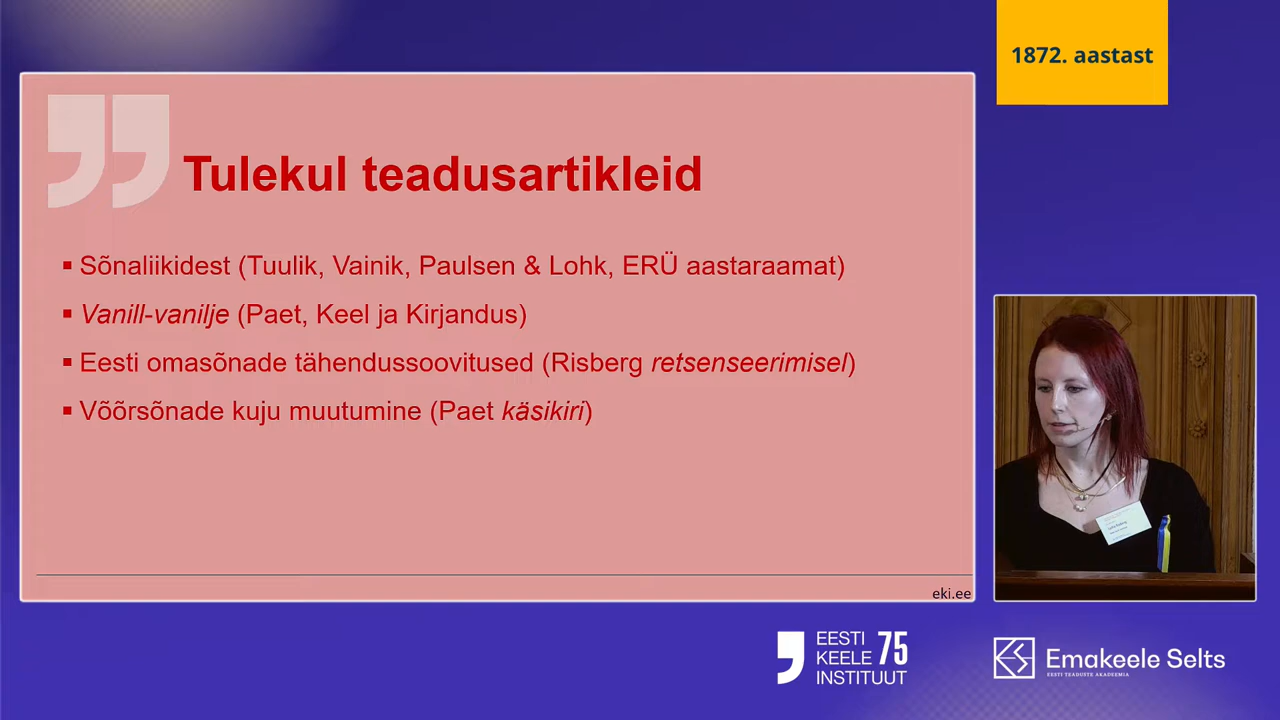 1872. aastast
Tulekul teadusartikleid
▪ Sõnaliikidest (Tuulik, Vainik, Paulsen & Lohk, ERÜ aastaraamat)
▪ Vanill-vanilje (Paet, Keel ja Kirjandus)
▪ Eesti omasõnade tähendussoovitused (Risberg retsenseerimisel)
▪ Võõrsõnade kuju muutumine (Paet käsikiri)
eki.ee
EESTI
KEELE 75
INSTITUUT
Emakeele Selts
EESTI TEADUSTE AKADEEMIA